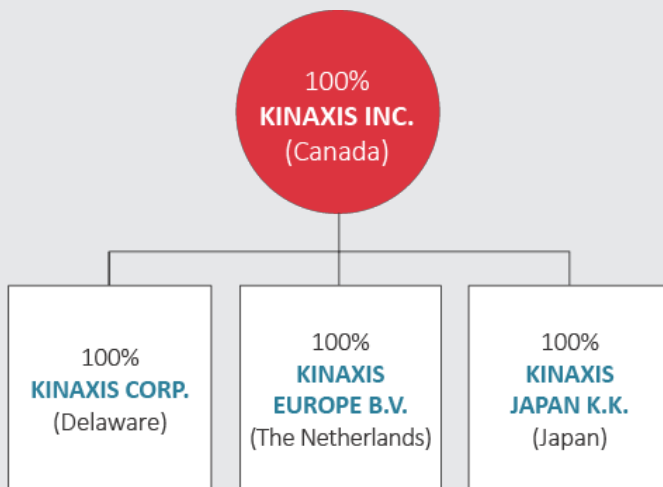 100%
KINAXIS INC.
(Canada)
100%
KINAXIS CORP.
(Delaware)
100%
KINAXIS
EUROPE B.V.
(The Netherlands)
100%
KINAXIS
JAPAN K.K.
(Japan)